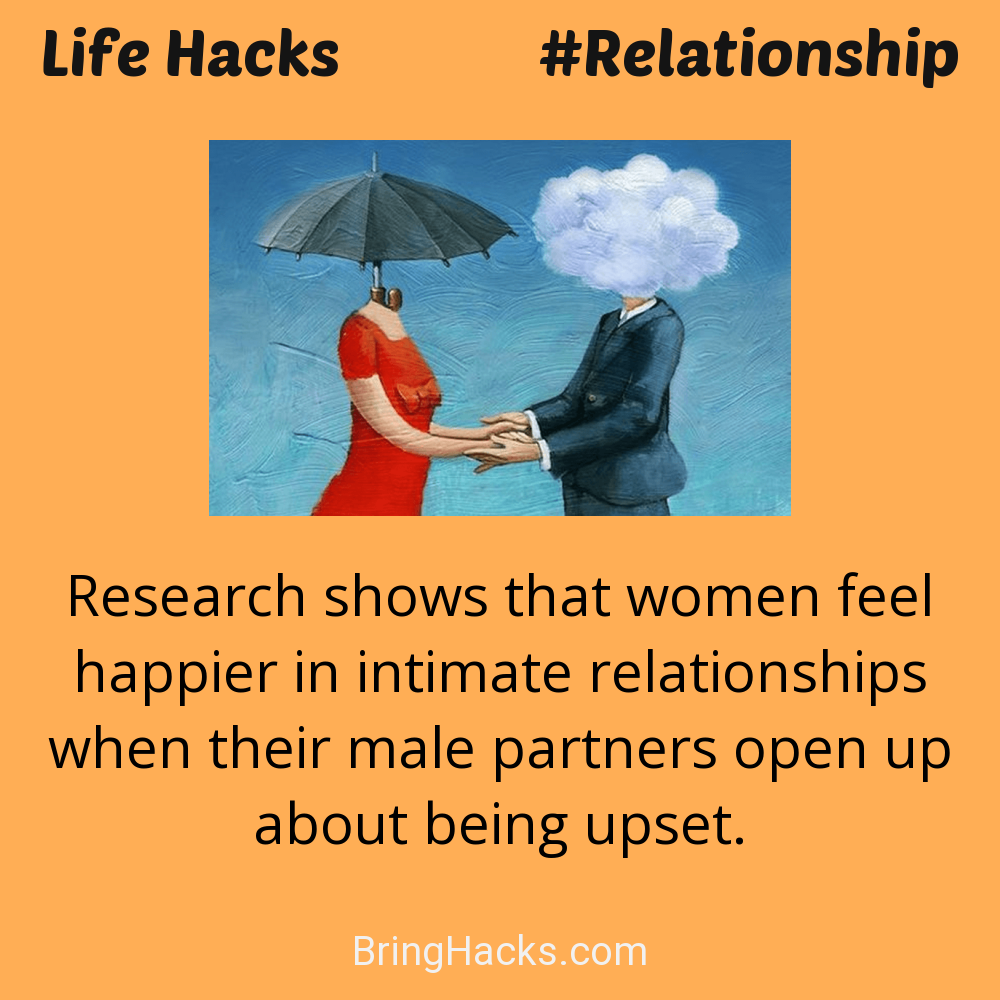 Life Hacks #Relationship
Research shows that women feel
happier in intimate relationships
when their male partners open up
about being upset.
BringHacks.com